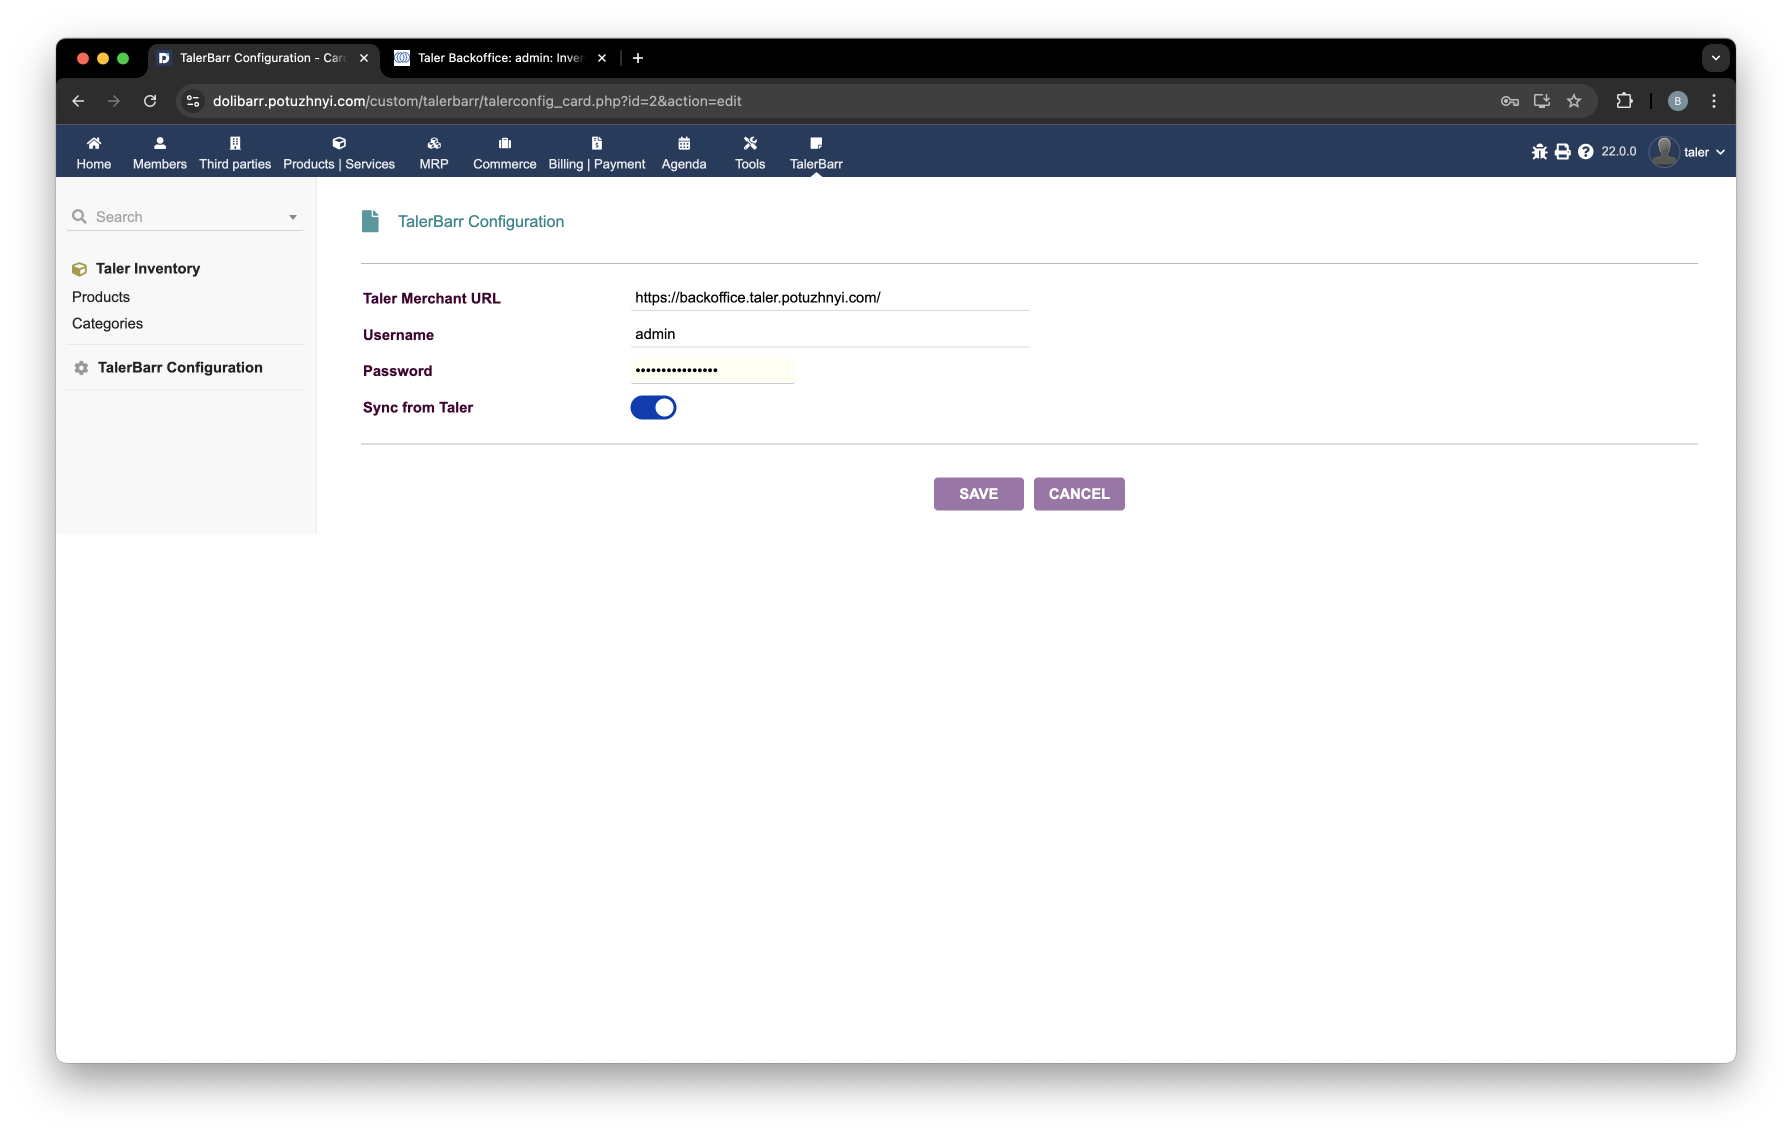 TalerBarr Configuration - Car
Taler Backoffice: admin: Inver
dolibarr.potuzhnyi.com/custom/talerbarr/talerconfig_card.php?id=2&action=edit
B
Home
Members
Third parties
Products | Services
MRP
Commerce
Billing | Payment
Agenda
Tools
TalerBarr
22.0.0
taler
Search
Taler Inventory
Products
Categories
TalerBarr Configuration
TalerBarr Configuration
Taler Merchant URL
https://backoffice.taler.potuzhnyi.com/
Username
admin
Password
••••••••••••••••
Sync from Taler
SAVE
CANCEL